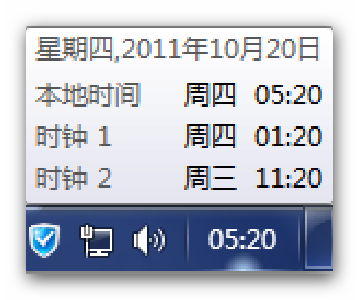 星期四,2011年10月20日
本地时间 周四 05:20
时钟 1 周四 01:20
时钟 2 周三 11:20
05:20